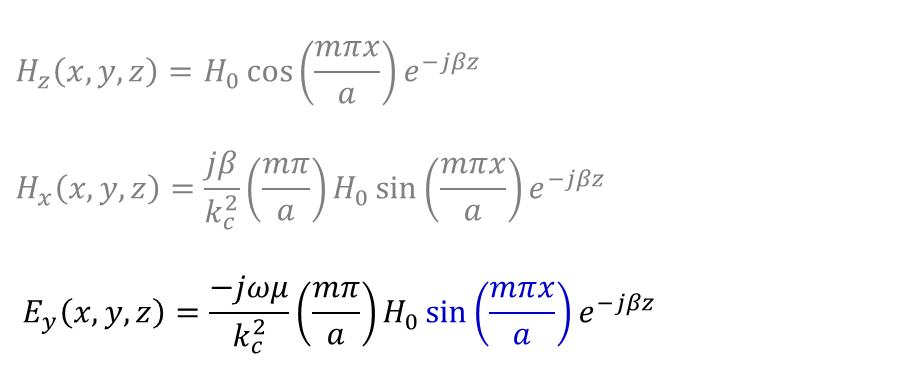 H_z(x, y, z) = H_0 cos(mπx/a) e^{-jβz}
H_x(x, y, z) = jβ/k_c^2 (mπ/a) H_0 sin(mπx/a) e^{-jβz}
E_y(x, y, z) = -jωμ/k_c^2 (mπ/a) H_0 sin(mπx/a) e^{-jβz}